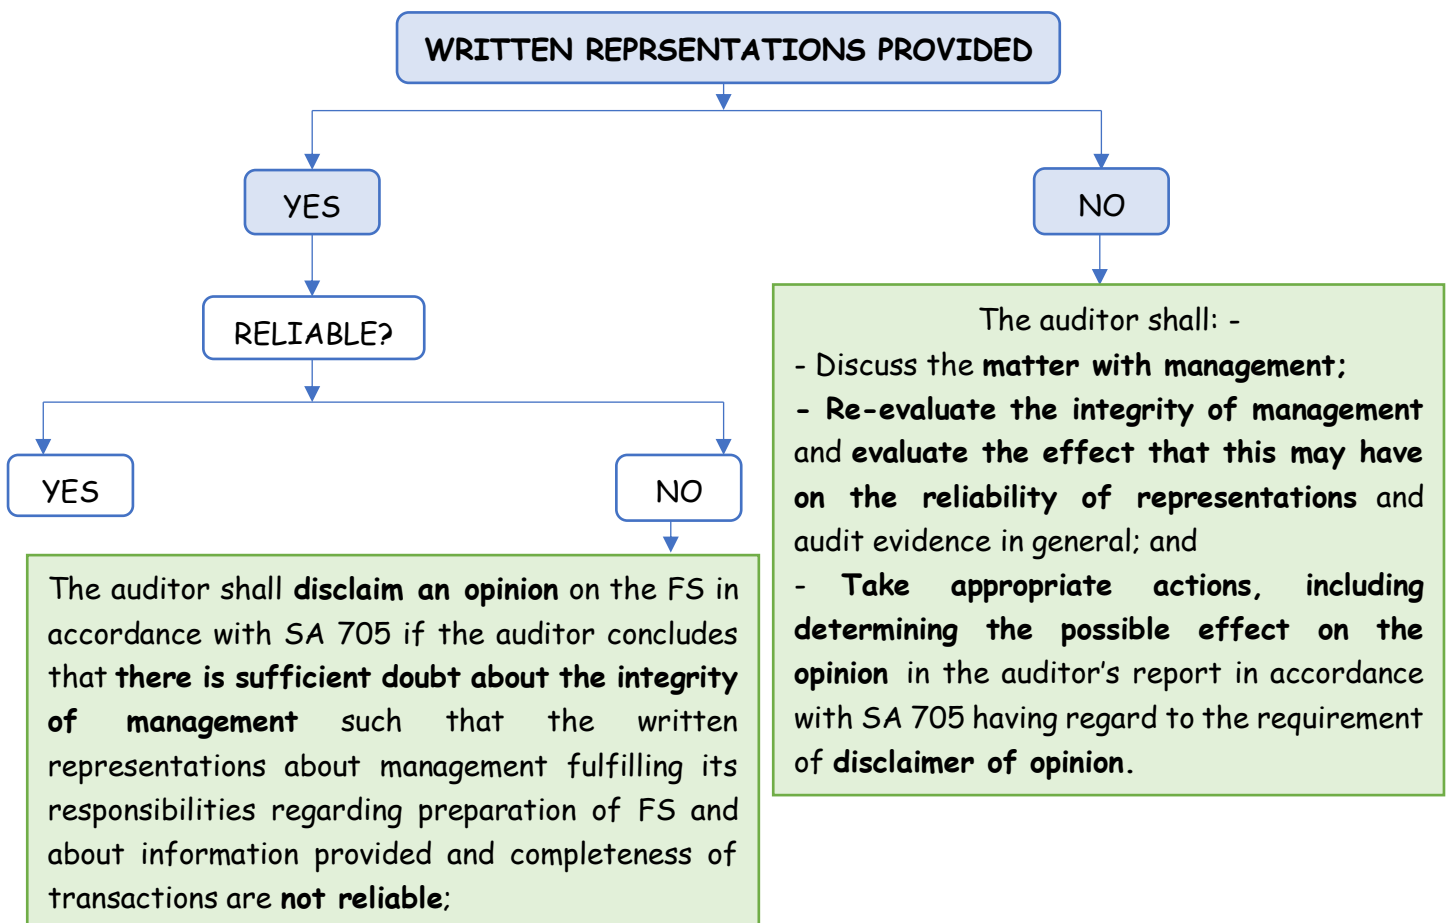 WRITTEN REPRSENTATIONS PROVIDED
YES
NO
RELIABLE?
YES
NO
The auditor shall disclaim an opinion on the FS in
accordance with SA 705 if the auditor concludes
that there is sufficient doubt about the integrity
of management such that the written
representations about management fulfilling its
responsibilities regarding preparation of FS and
about information provided and completeness of
transactions are not reliable;
The auditor shall: -
- Discuss the matter with management;
- Re-evaluate the integrity of management
and evaluate the effect that this may have
on the reliability of representations and
audit evidence in general; and
- Take appropriate actions, including
determining the possible effect on the
opinion in the auditor’s report in accordance
with SA 705 having regard to the requirement
of disclaimer of opinion.